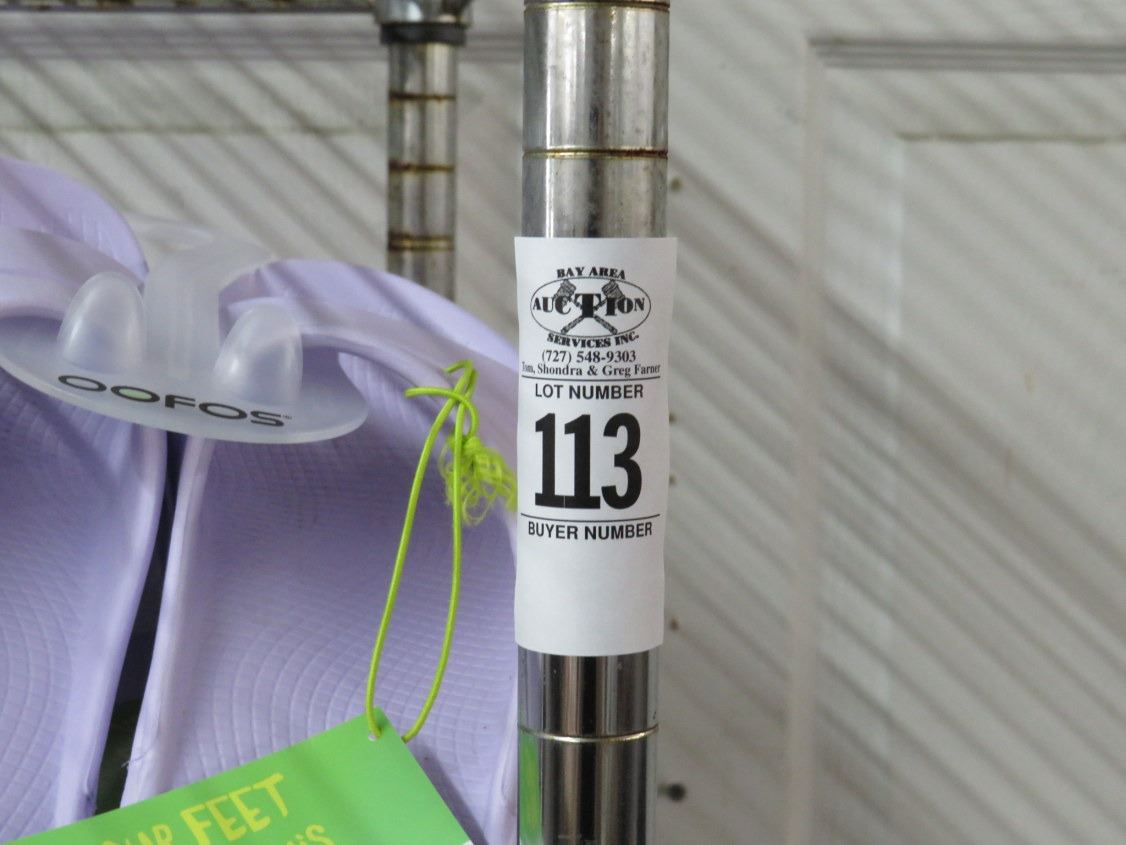 BAY AREA
AUCTION
SERVICES INC.
(727) 548-9303
Tom, Shondra & Greg Farner
LOT NUMBER
113
BUYER NUMBER
OOFOS
FEET